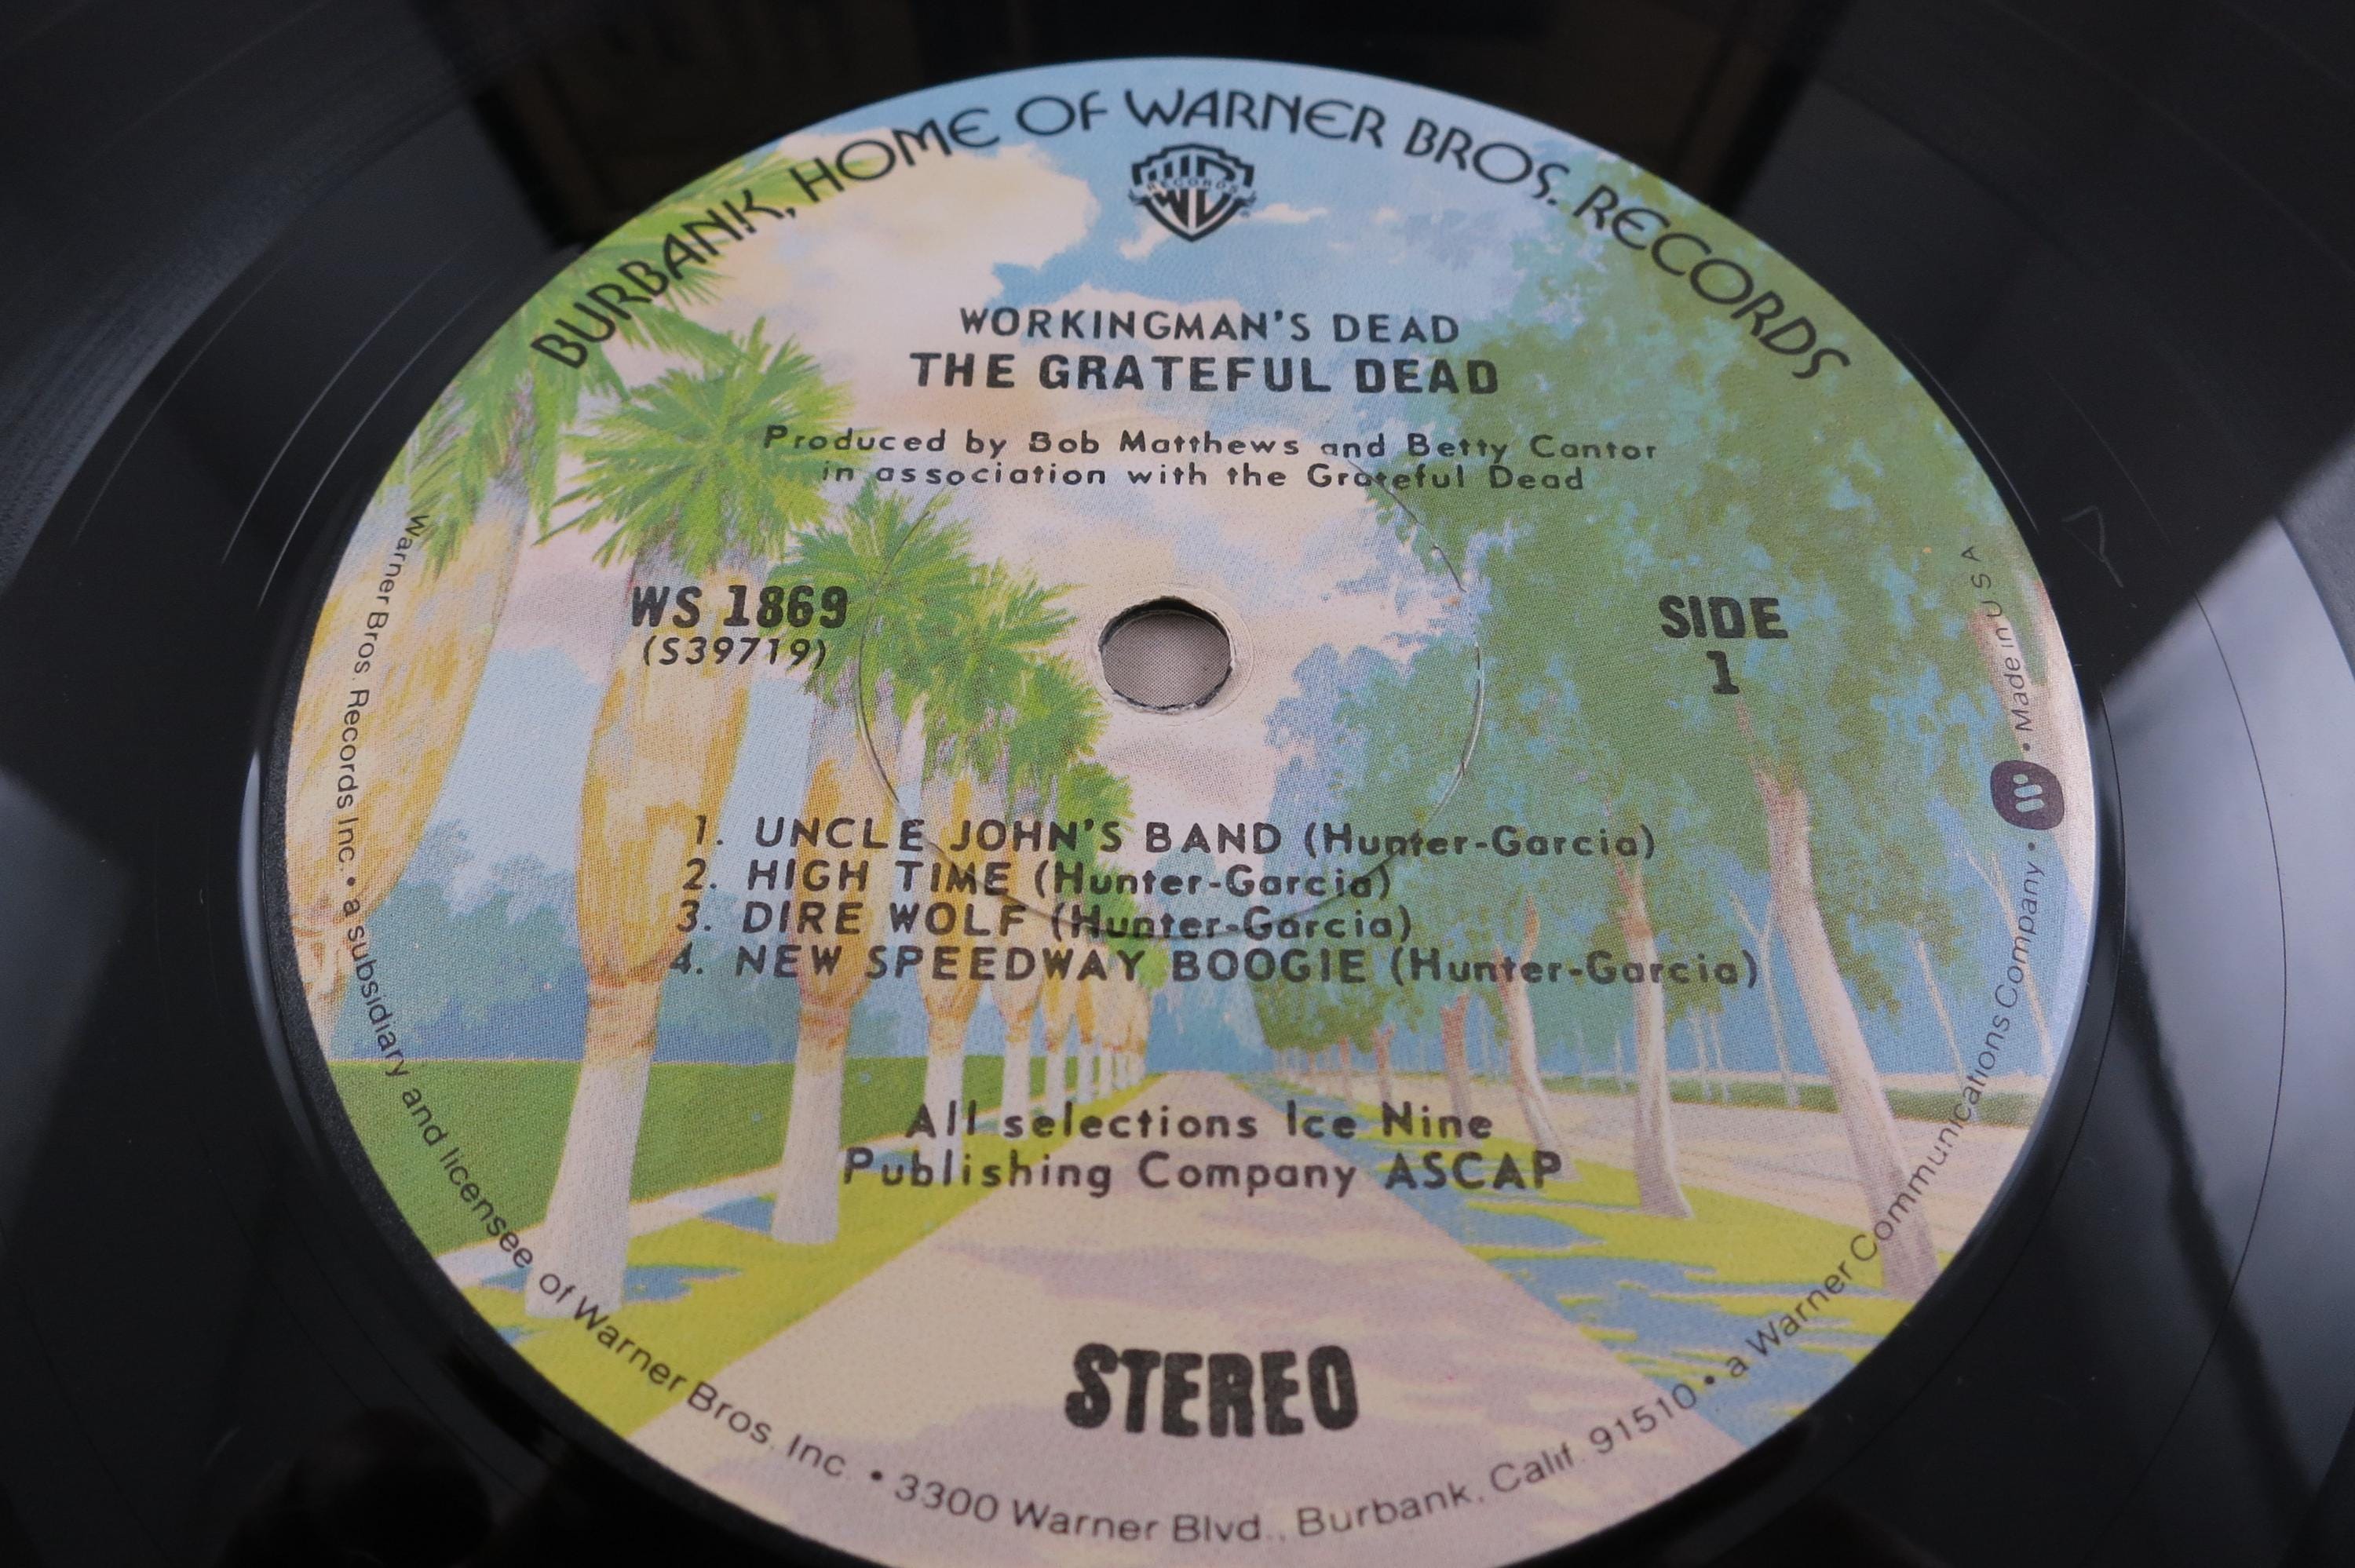 BURBANK, HOME OF WARNER BROS. RECORDS
RECORDS
WORKINGMAN'S DEAD
THE GRATEFUL DEAD
Produced by Bob Matthews and Betty Cantor
in association with the Grateful Dead
WS 1869
(S39719)
SIDE
1
1. UNCLE JOHN'S BAND (Hunter-Garcia)
2. HIGH TIME (Hunter-Garcia)
3. DIRE WOLF (Hunter-Garcia)
4. NEW SPEEDWAY BOOGIE (Hunter-Garcia)
All selections Ice Nine
Publishing Company ASCAP
STEREO
Warner Bros. Records Inc. • a subsidiary and licensee of Warner Bros. Inc. • 3300 Warner Blvd., Burbank, Calif. 91510 • a Warner Communications Company • Made in U S A